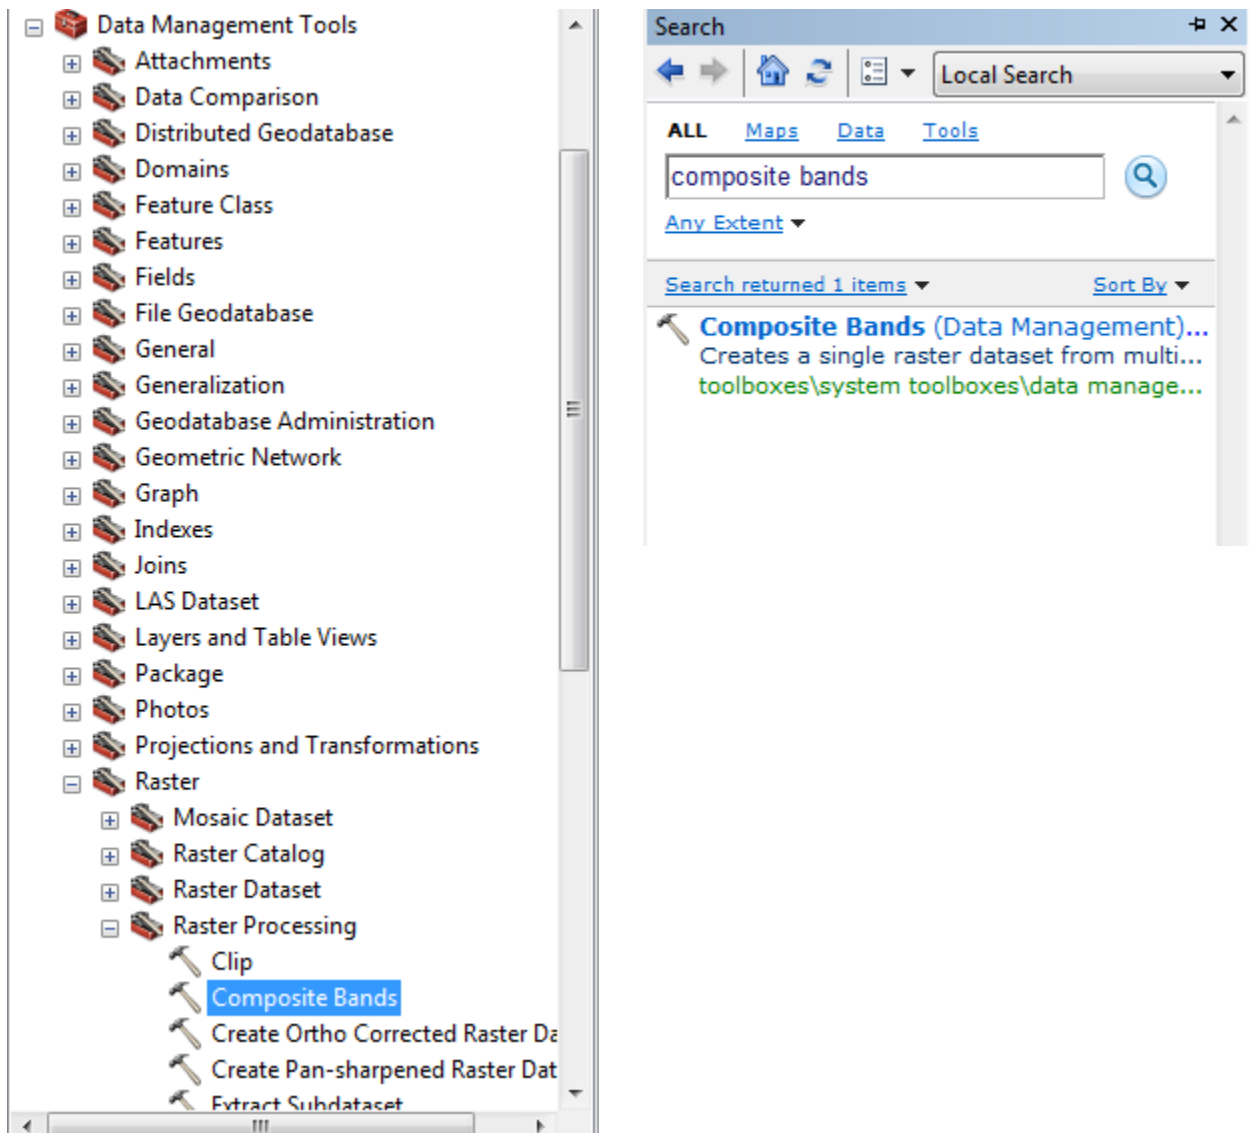 Data Management Tools
Attachments
Data Comparison
Distributed Geodatabase
Domains
Feature Class
Features
Fields
File Geodatabase
General
Generalization
Geodatabase Administration
Geometric Network
Graph
Indexes
Joins
LAS Dataset
Layers and Table Views
Package
Photos
Projections and Transformations
Raster
Mosaic Dataset
Raster Catalog
Raster Dataset
Raster Processing
Clip
Composite Bands
Create Ortho Corrected Raster Da
Create Pan-sharpened Raster Dat
Extract Subdataset
Search
Local Search
ALL Maps Data Tools
composite bands
Any Extent
Search returned 1 items Sort By
Composite Bands (Data Management)...
Creates a single raster dataset from multi...
toolboxes\system toolboxes\data manage...